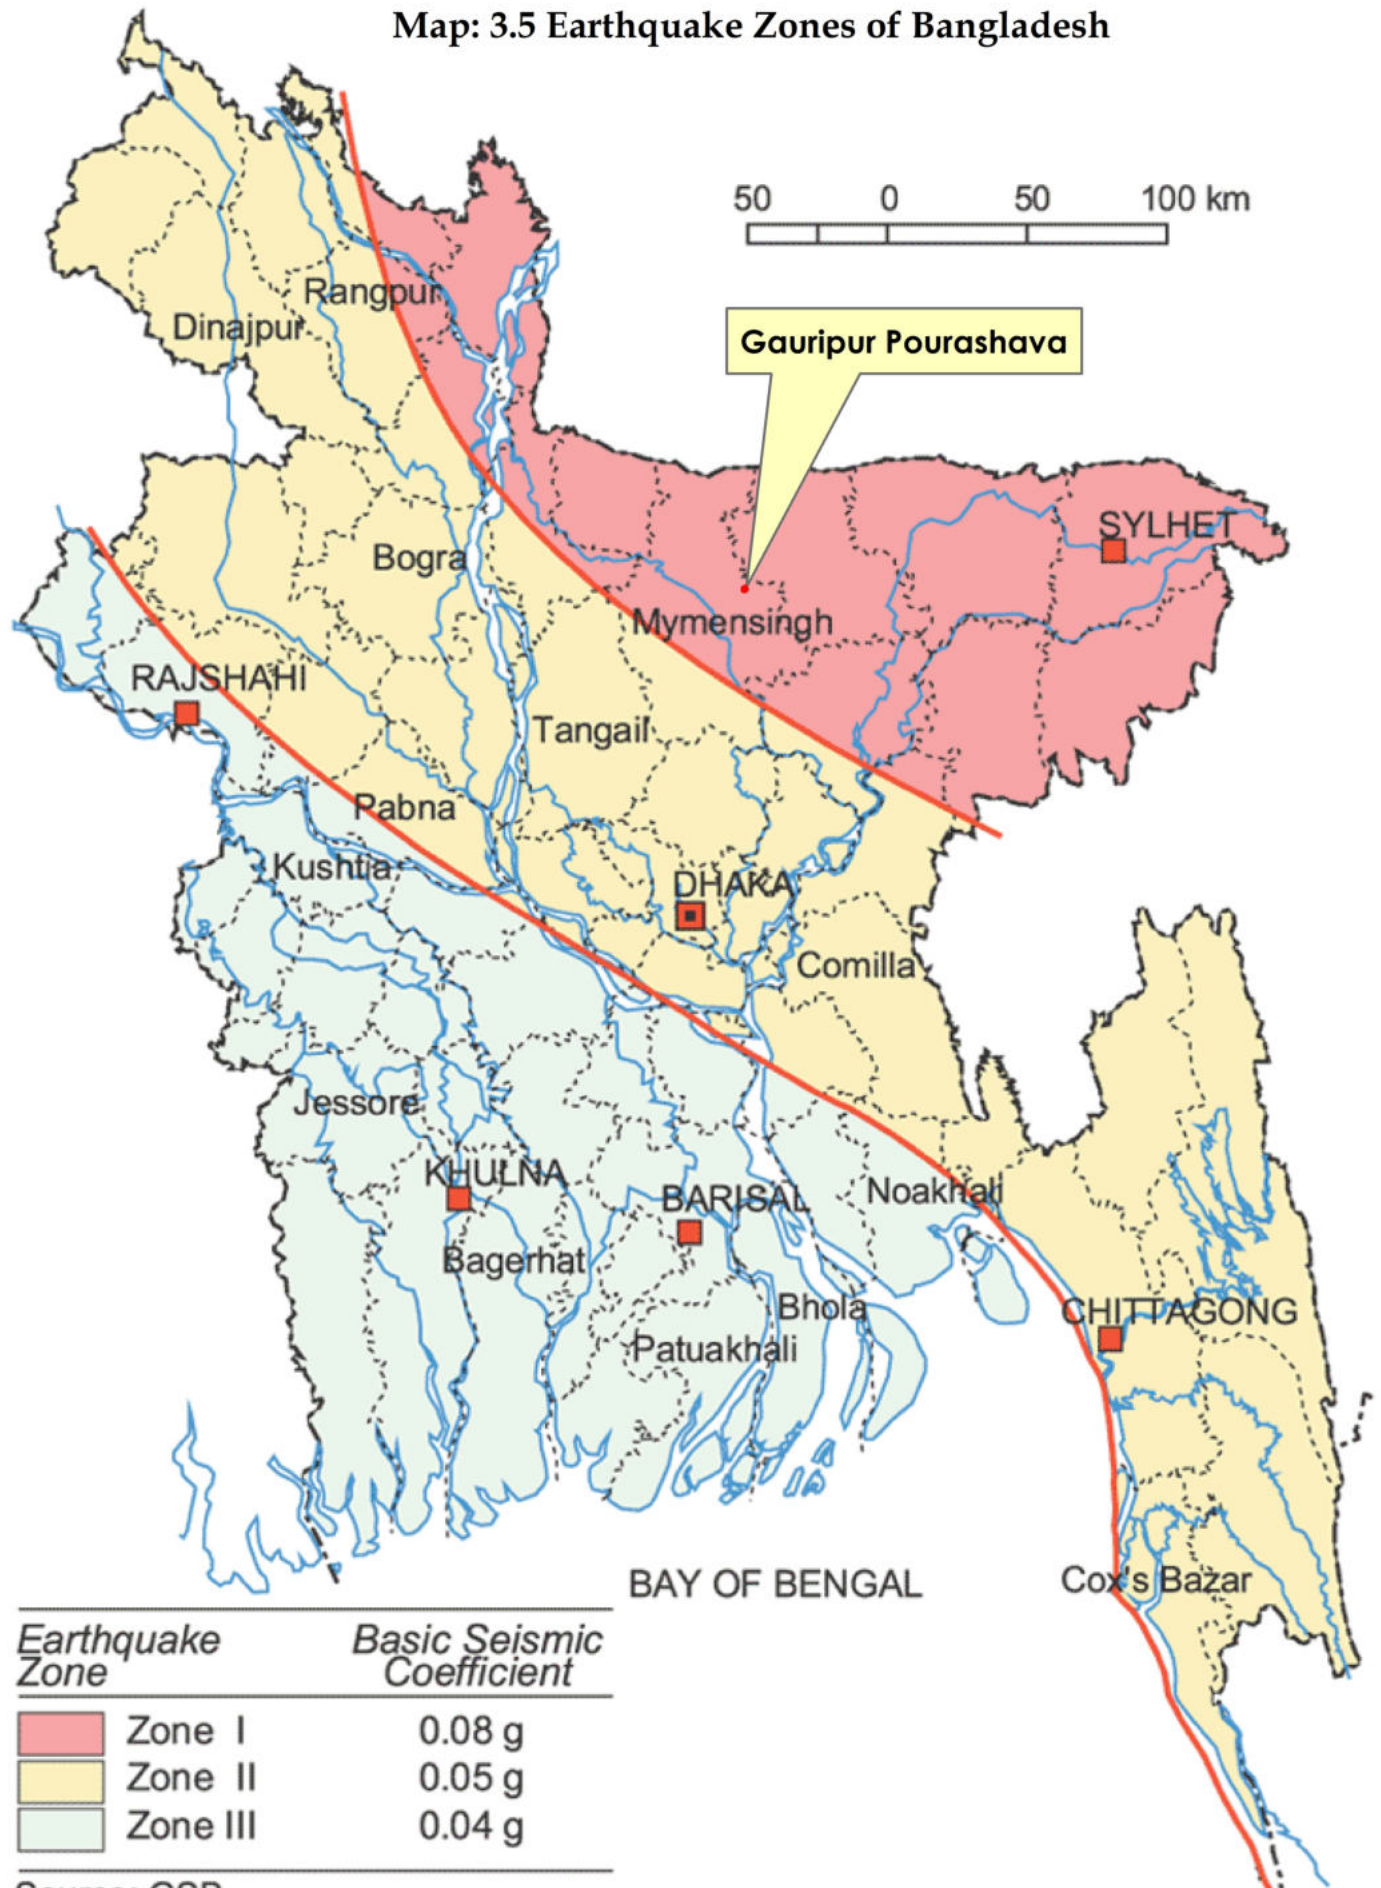 Map: 3.5 Earthquake Zones of Bangladesh
50 0 50 100 km
Rangpur
Dinajpur
Gauripur Pourashava
SYLHET
Bogra
Mymensingh
RAJSHAHI
Tangail
Pabna
Kushtia
DHAKA
Comilla
Jessore
KHULNA
BARISAL
Noakhali
Bagerhat
Bhola
CHITTAGONG
Patuakhali
Cox's Bazar
BAY OF BENGAL
Earthquake Zone
Basic Seismic Coefficient
Zone I 0.08 g
Zone II 0.05 g
Zone III 0.04 g